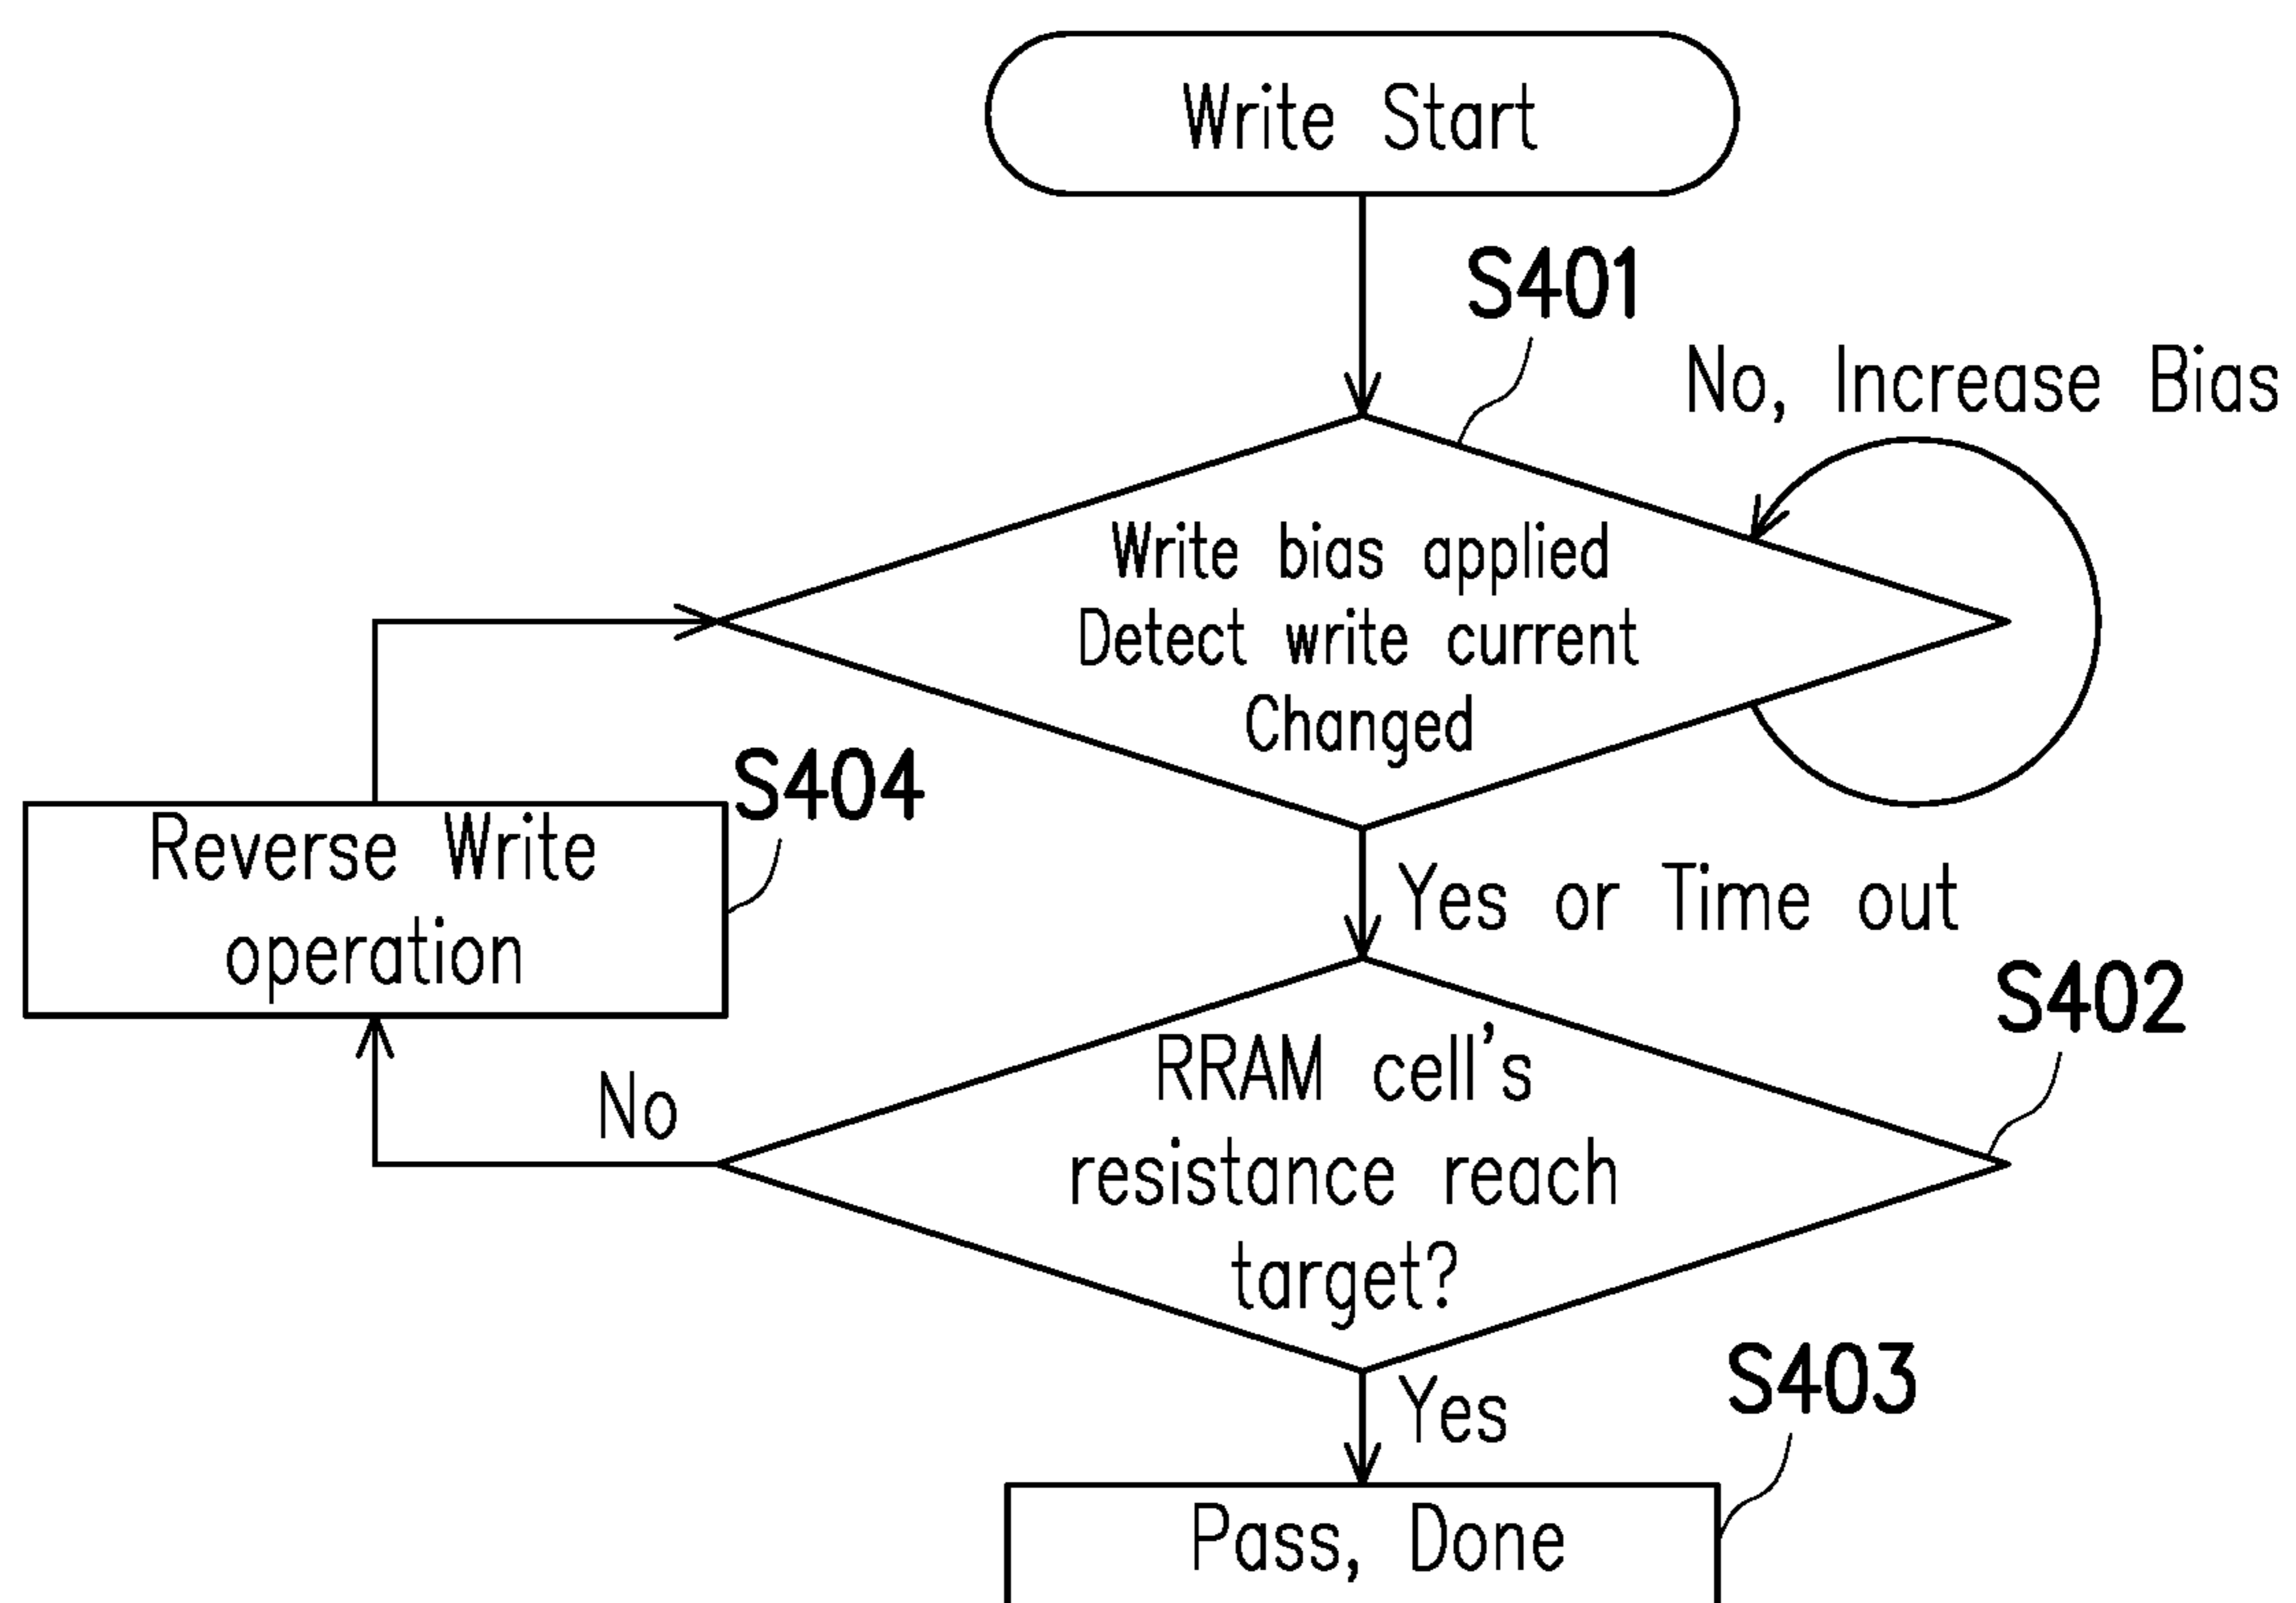 Write Start
S401
No, Increase Bias
Write bias applied
Detect write current
Changed
S404
Reverse Write
operation
Yes or Time out
S402
RRAM cell's
resistance reach
target?
No
Yes
S403
Pass, Done